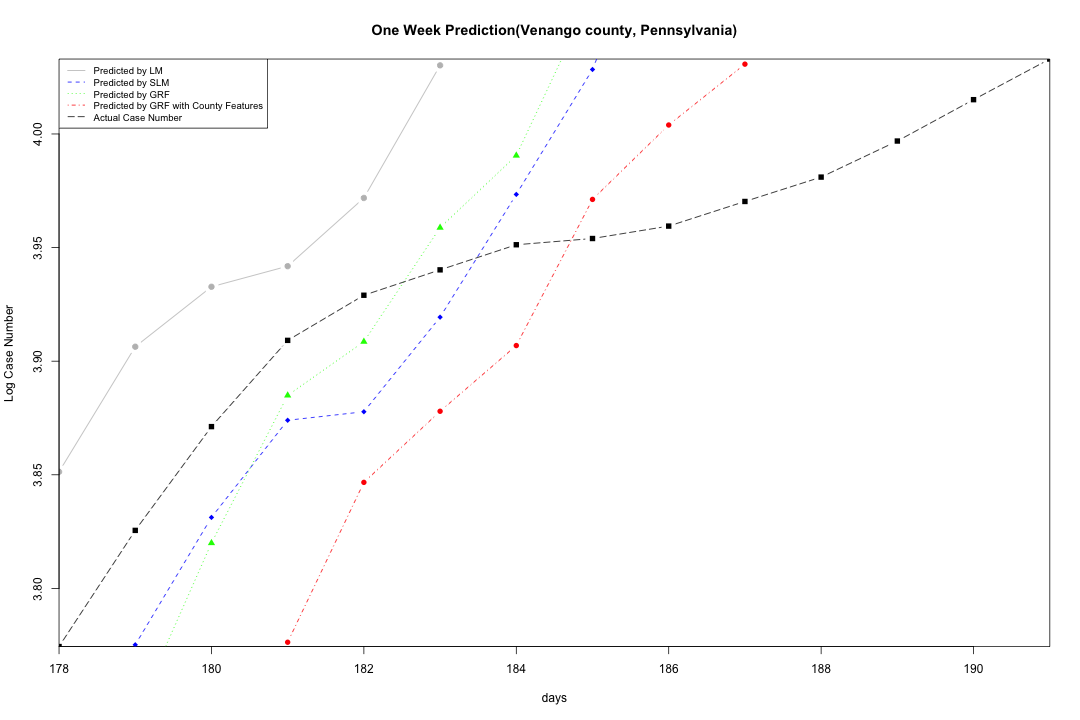 One Week Prediction(Venango county, Pennsylvania)
Predicted by LM
Predicted by SLM
Predicted by GRF
Predicted by GRF with County Features
Actual Case Number
4.00
3.95
3.90
3.85
3.80
Log Case Number
178 180 182 184 186 188 190
days